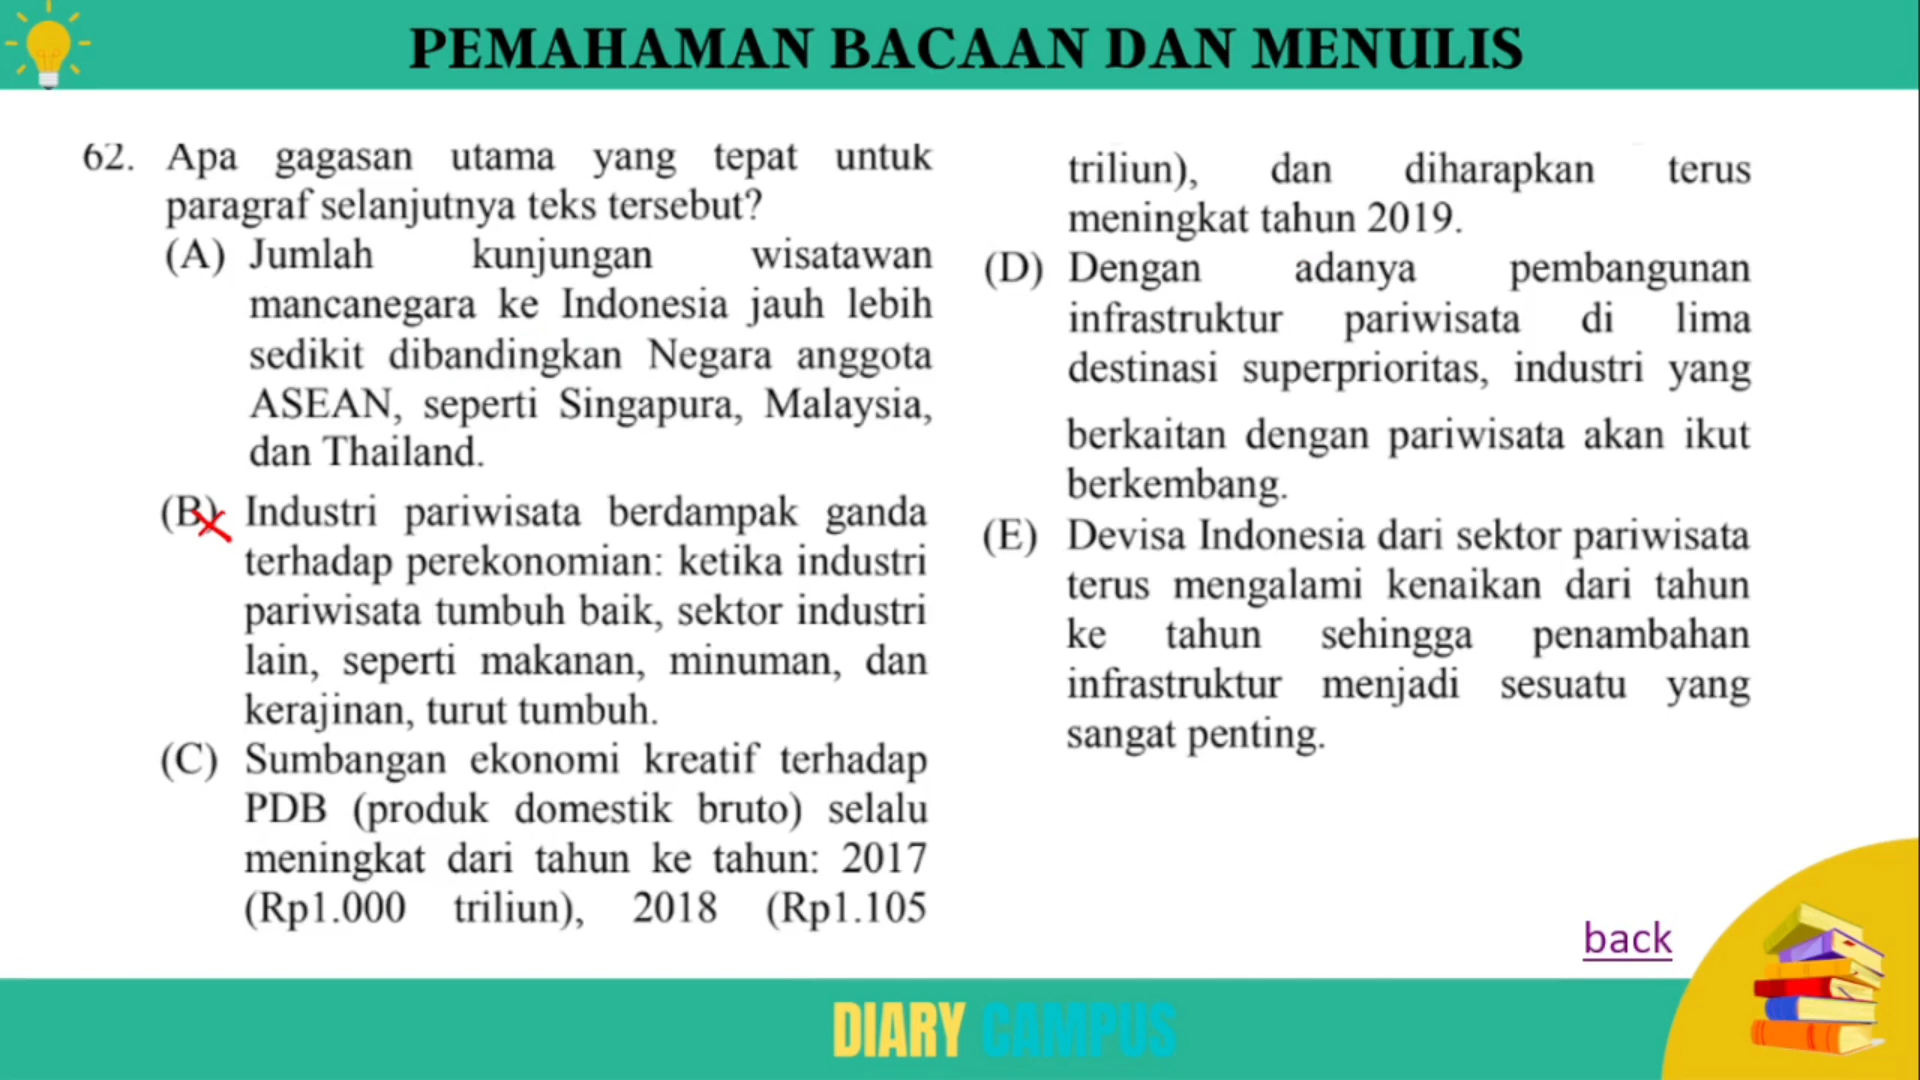 PEMAHAMAN BACAAN DAN MENULIS
62. Apa gagasan utama yang tepat untuk
paragraf selanjutnya teks tersebut?
(A) Jumlah kunjungan wisatawan
mancanegara ke Indonesia jauh lebih
sedikit dibandingkan Negara anggota
ASEAN, seperti Singapura, Malaysia,
dan Thailand.
(B) Industri pariwisata berdampak ganda
terhadap perekonomian: ketika industri
pariwisata tumbuh baik, sektor industri
lain, seperti makanan, minuman, dan
kerajinan, turut tumbuh.
(C) Sumbangan ekonomi kreatif terhadap
PDB (produk domestik bruto) selalu
meningkat dari tahun ke tahun: 2017
(Rp1.000 triliun), 2018 (Rp1.105
triliun), dan diharapkan terus
meningkat tahun 2019.
(D) Dengan adanya pembangunan
infrastruktur pariwisata di lima
destinasi superprioritas, industri yang
berkaitan dengan pariwisata akan ikut
berkembang.
(E) Devisa Indonesia dari sektor pariwisata
terus mengalami kenaikan dari tahun
ke tahun sehingga penambahan
infrastruktur menjadi sesuatu yang
sangat penting.
back
DIARY CAMPUS